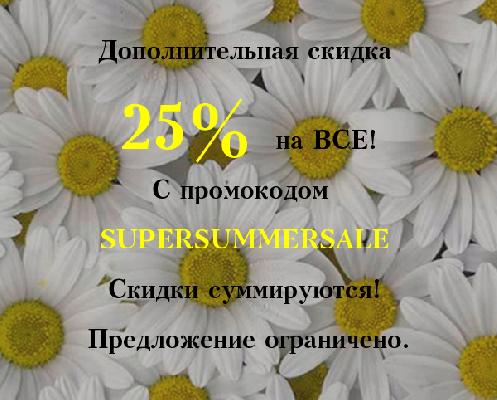 Дополнительная скидка
25% на ВСЕ!
С промокодом
SUPERSUMMERSALE
Скидки суммируются!
Предложение ограничено.